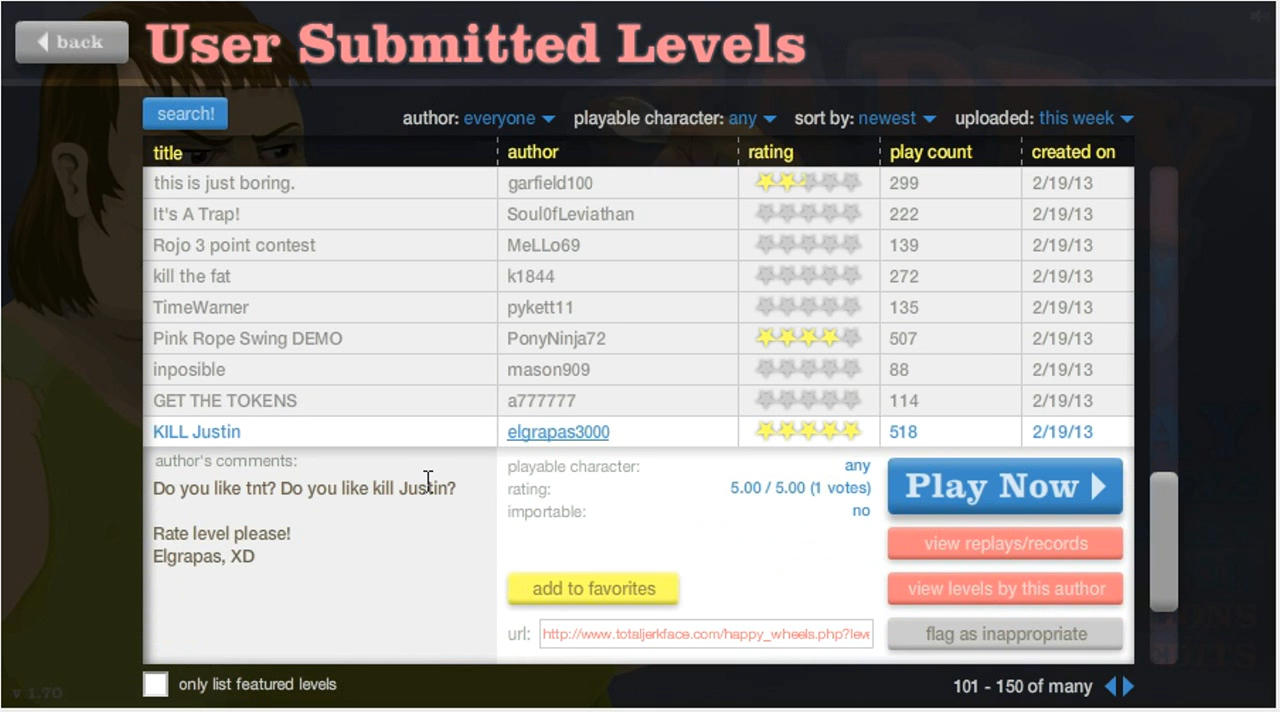 back
User Submitted Levels
search!
author: everyone playable character: any sort by: newest uploaded: this week
title author rating play count created on
this is just boring. garfield100 299 2/19/13
It's A Trap! Soul0fLeviathan 222 2/19/13
Rojo 3 point contest MeLLo69 139 2/19/13
kill the fat k1844 272 2/19/13
TimeWarner pykett11 135 2/19/13
Pink Rope Swing DEMO PonyNinja72 507 2/19/13
inposible mason909 88 2/19/13
GET THE TOKENS a777777 114 2/19/13
KILL Justin elgrapas3000 518 2/19/13
author's comments:
Do you like tnt? Do you like kill Justin?
Rate level please!
Elgrapas, XD
playable character: any
rating: 5.00 / 5.00 (1 votes)
importable: no
add to favorites
url: http://www.totaljerkface.com/happy_wheels.php?leve
Play Now
view replays/records
view levels by this author
flag as inappropriate
only list featured levels
101 - 150 of many
v 1.70